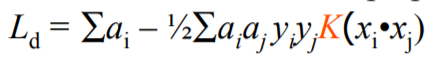 L_d = ∑a_i – ½∑a_i a_j y_i y_j K(x_i•x_j)